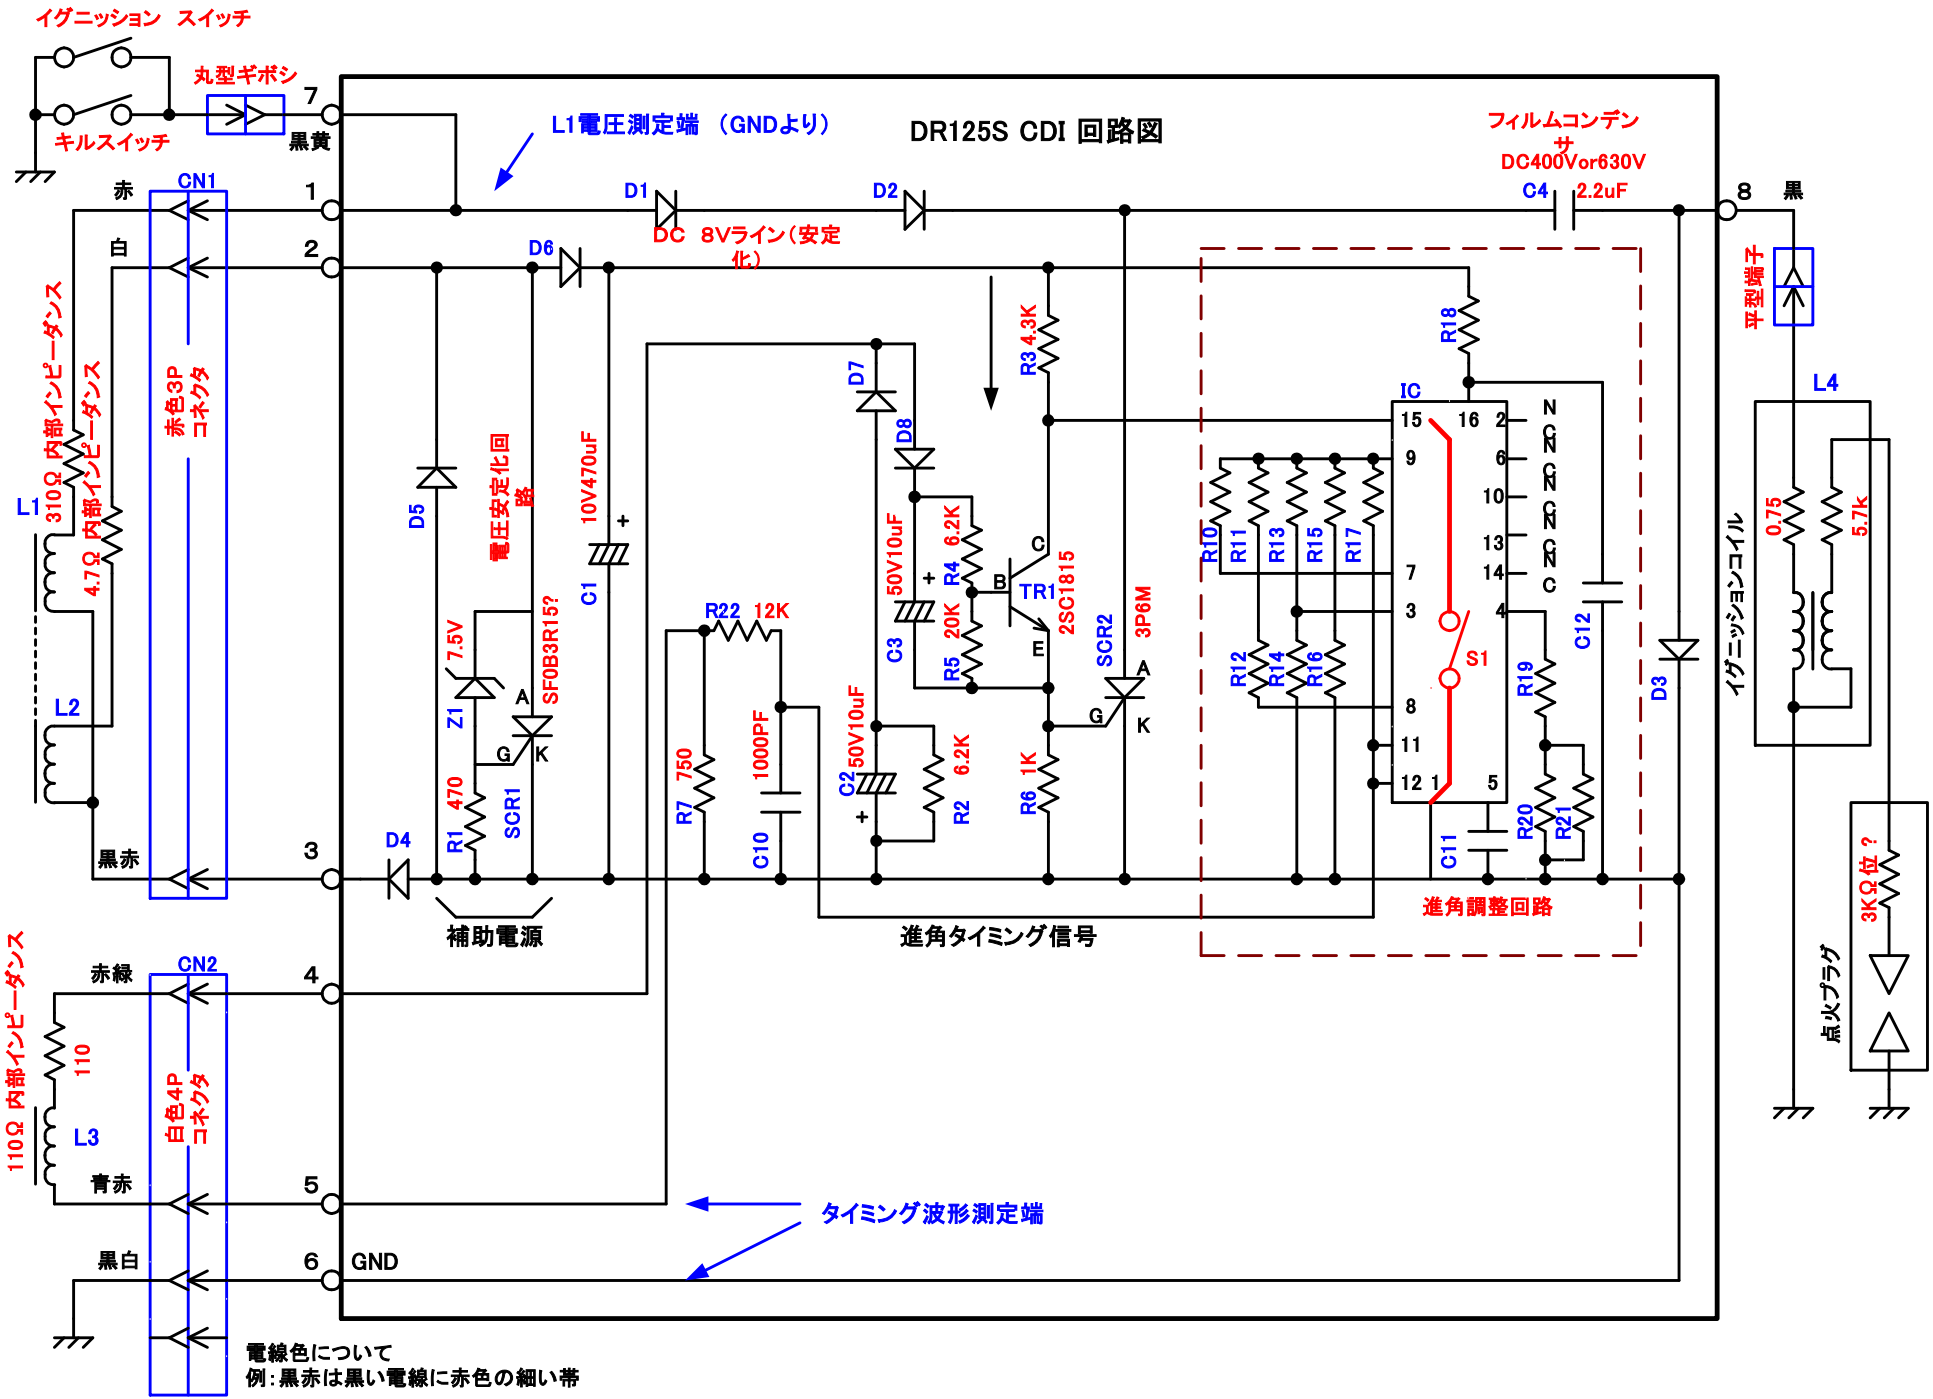 イグニッション スイッチ
キルスイッチ
丸型ギボシ
7
黒黄
L1電圧測定端 （GNDより）
DR125S CDI 回路図
フィルムコンデン
サ
DC400Vor630V
C4
2.2uF
8
黒
赤
CN1
1
白
2
D1
D2
DC 8Vライン（安定
化）
D6
平型端子
310Ω 内部インピーダンス
4.7Ω 内部インピーダンス
赤色3P
コネクタ
L1
L2
D5
電圧安定化回
路
10V470uF
+
C1
D7
D8
R3
4.3K
R18
IC
15
16
2
9
6
10
13
7
14
3
4
8
11
12
1
5
N
C
N
C
N
C
N
C
N
C
L4
0.75
5.7k
イグニッションコイル
R10
R11
R13
R15
R17
R12
R14
R16
S1
C12
R19
R20
R21
C11
D3
50V10uF
+
C3
6.2K
R4
20K
R5
B
C
E
TR1
2SC1815
SCR2
3P6M
A
G
K
R22
12K
7.5V
Z1
SF0B3R15?
A
G
K
470
R1
SCR1
750
R7
1000PF
C10
50V10uF
C2
+
6.2K
R2
1K
R6
黒赤
3
D4
補助電源
進角タイミング信号
進角調整回路
3KΩ位？
点火プラグ
110Ω 内部インピーダンス
赤緑
CN2
4
110
白色4P
コネクタ
L3
青赤
5
タイミング波形測定端
黒白
6
GND
電線色について
例：黒赤は黒い電線に赤色の細い帯